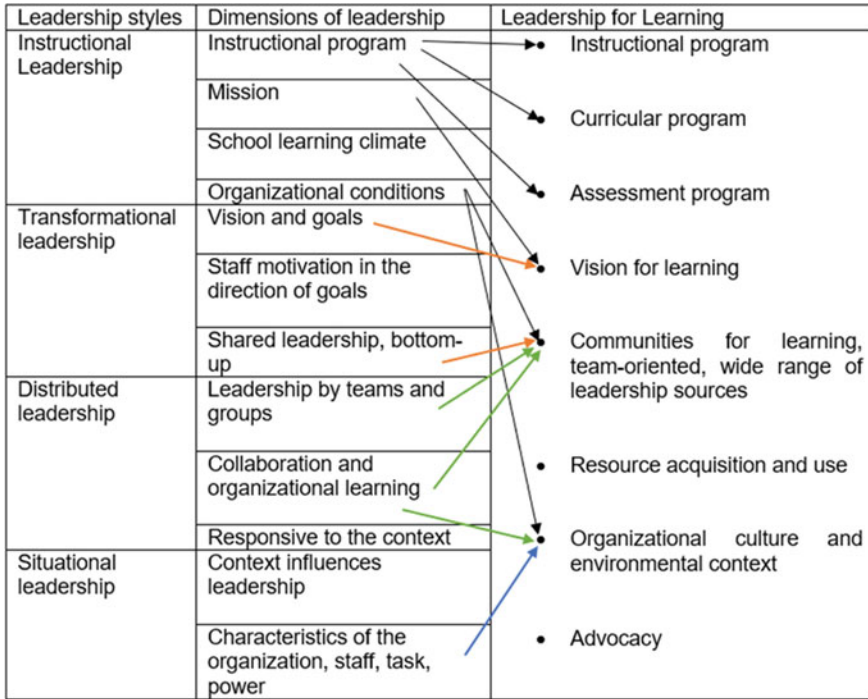 Leadership styles
Dimensions of leadership
Leadership for Learning
Instructional
Leadership
Instructional program
Mission
School learning climate
Organizational conditions
Transformational
leadership
Vision and goals
Staff motivation in the
direction of goals
Shared leadership, bottom-
up
Distributed
leadership
Leadership by teams and
groups
Collaboration and
organizational learning
Responsive to the context
Situational
leadership
Context influences
leadership
Characteristics of the
organization, staff, task,
power
• Instructional program
• Curricular program
• Assessment program
• Vision for learning
• Communities for learning,
team-oriented, wide range of
leadership sources
• Resource acquisition and use
• Organizational culture and
environmental context
• Advocacy